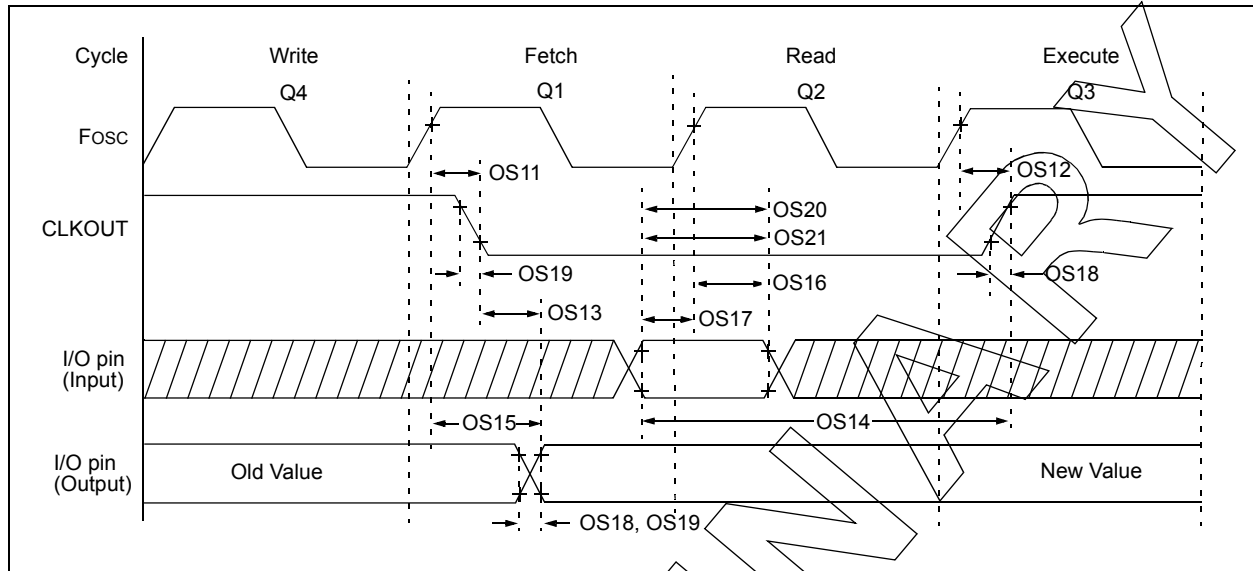 Cycle Write Fetch Read Execute
Q4 Q1 Q2 Q3
FOSC
OS11 OS12
CLKOUT
OS20
OS21
OS19 OS16 OS18
OS13 OS17
I/O pin
(Input)
OS15 OS14
I/O pin
(Output)
Old Value New Value
OS18, OS19